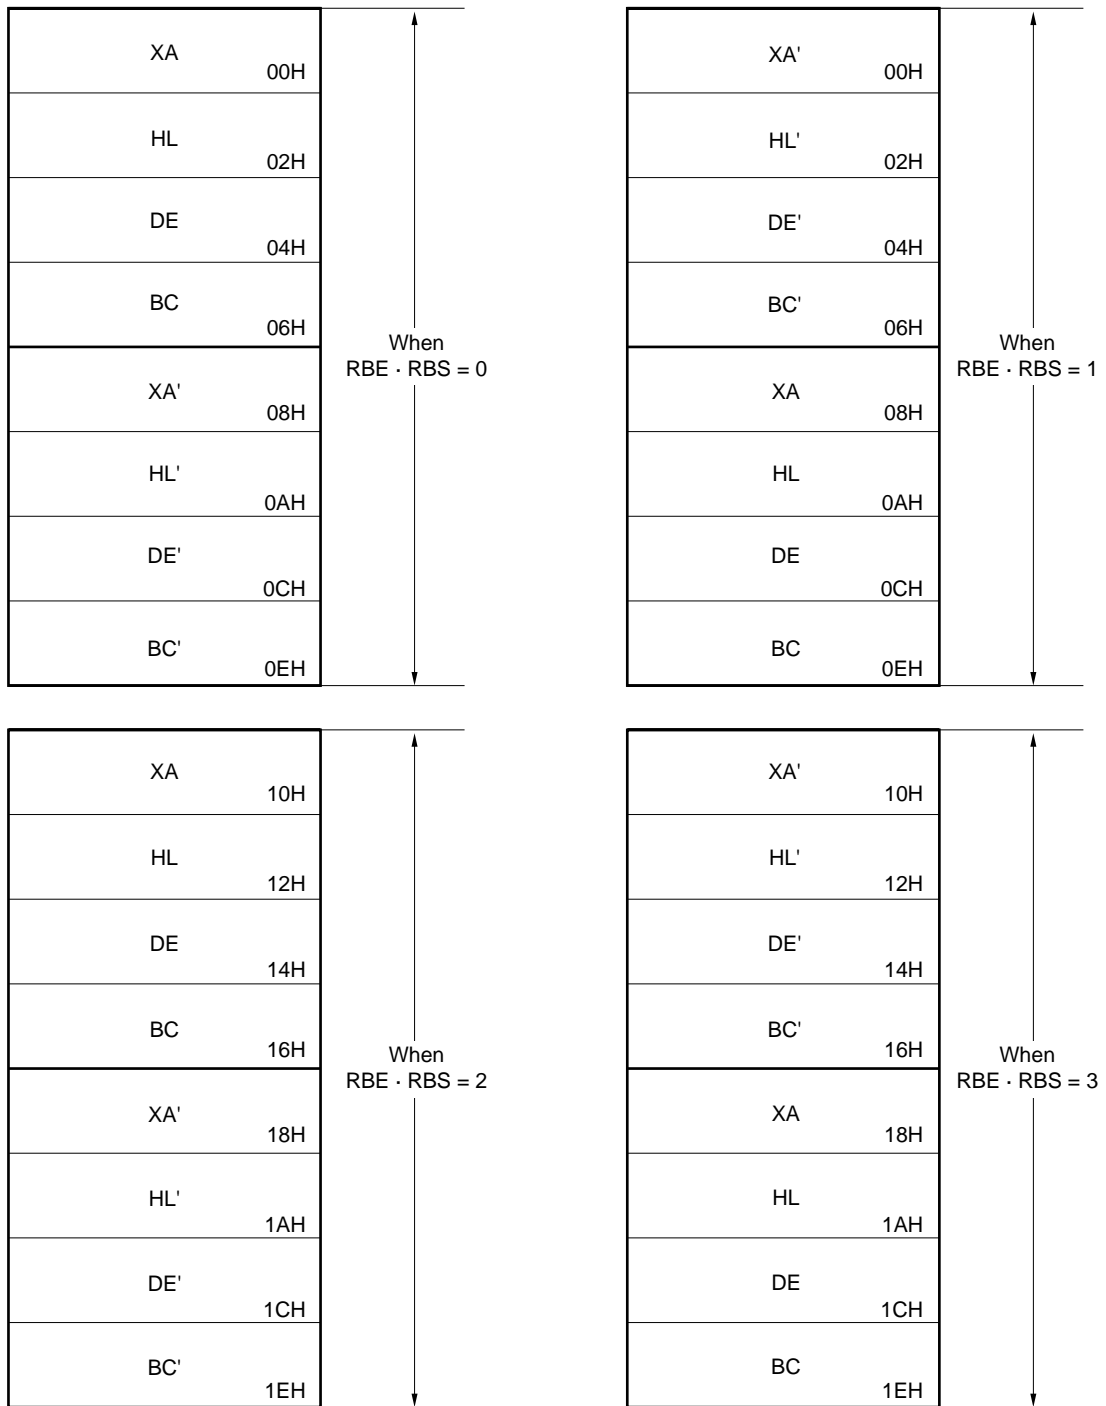 XA
00H
HL
02H
DE
04H
BC
06H
XA'
08H
HL'
0AH
DE'
0CH
BC'
0EH
When
RBE · RBS = 0
XA'
00H
HL'
02H
DE'
04H
BC'
06H
XA
08H
HL
0AH
DE
0CH
BC
0EH
When
RBE · RBS = 1
XA
10H
HL
12H
DE
14H
BC
16H
XA'
18H
HL'
1AH
DE'
1CH
BC'
1EH
When
RBE · RBS = 2
XA'
10H
HL'
12H
DE'
14H
BC'
16H
XA
18H
HL
1AH
DE
1CH
BC
1EH
When
RBE · RBS = 3